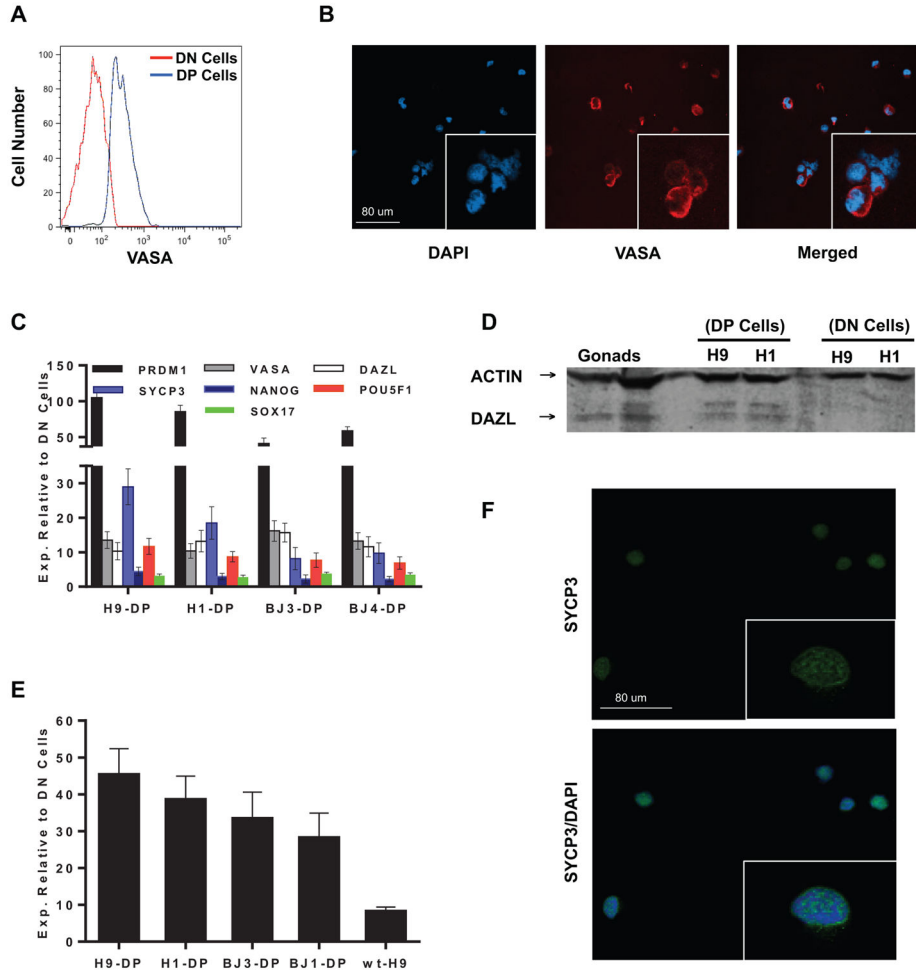 A
Cell Number
100
80
60
40
20
0
DN Cells
DP Cells
0 10² 10³ 10⁴ 10⁵
VASA
B
80 um
DAPI
VASA
Merged
C
Exp. Relative to DN Cells
150
100
50
30
20
10
0
PRDM1 VASA DAZL
SYCP3 NANOG POU5F1
SOX17
H9-DP H1-DP BJ3-DP BJ4-DP
D
(DP Cells) (DN Cells)
Gonads H9 H1 H9 H1
ACTIN →
DAZL →
E
Exp. Relative to DN Cells
60
50
40
30
20
10
0
H9-DP H1-DP BJ3-DP BJ1-DP wt-H9
F
SYCP3
80 um
SYCP3/DAPI